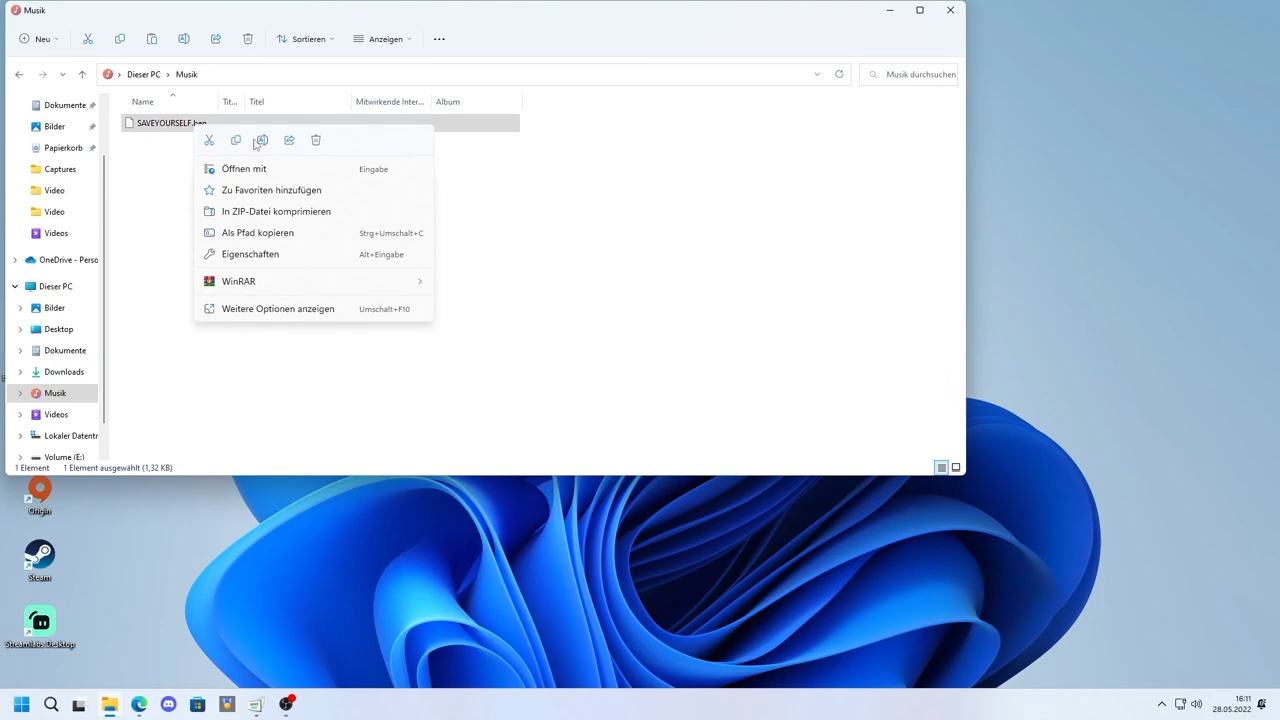 Musik
Neu
Sortieren
Anzeigen
Dieser PC
Musik
Musik durchsuchen
Name
Tit...
Titel
Mitwirkende Inter...
Album
SAVEYOURSELF.
Dokumente
Bilder
Papierkorb
Captures
Video
Video
Videos
OneDrive - Perso
Dieser PC
Bilder
Desktop
Dokumente
Downloads
Musik
Videos
Lokaler Datentr
Volume (E:)
Öffnen mit Eingabe
Zu Favoriten hinzufügen
In ZIP-Datei komprimieren
Als Pfad kopieren Strg+Umschalt+C
Eigenschaften Alt+Eingabe
WinRAR
Weitere Optionen anzeigen Umschalt+F10
1 Element 1 Element ausgewählt (1,32 KB)
Origin
Steam
Streamlabs Desktop
16:11
28.05.2022